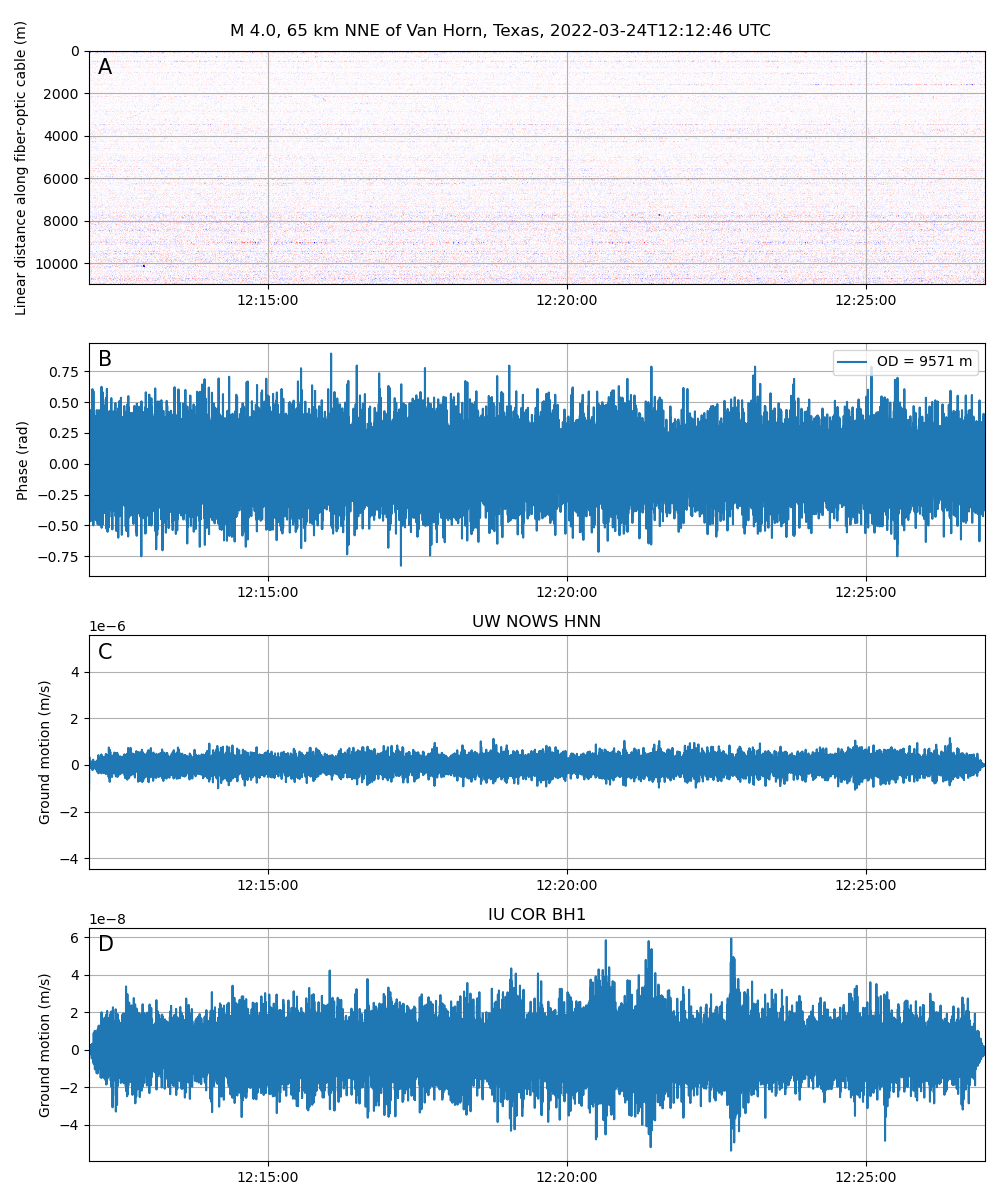 M 4.0, 65 km NNE of Van Horn, Texas, 2022-03-24T12:12:46 UTC
Linear distance along fiber-optic cable (m)
A
0
2000
4000
6000
8000
10000
12:15:00 12:20:00 12:25:00
Phase (rad)
B
OD = 9571 m
0.75
0.50
0.25
0.00
−0.25
−0.50
−0.75
12:15:00 12:20:00 12:25:00
UW NOWS HNN
1e−6
Ground motion (m/s)
C
4
2
0
−2
−4
12:15:00 12:20:00 12:25:00
IU COR BH1
1e−8
Ground motion (m/s)
D
6
4
2
0
−2
−4
12:15:00 12:20:00 12:25:00